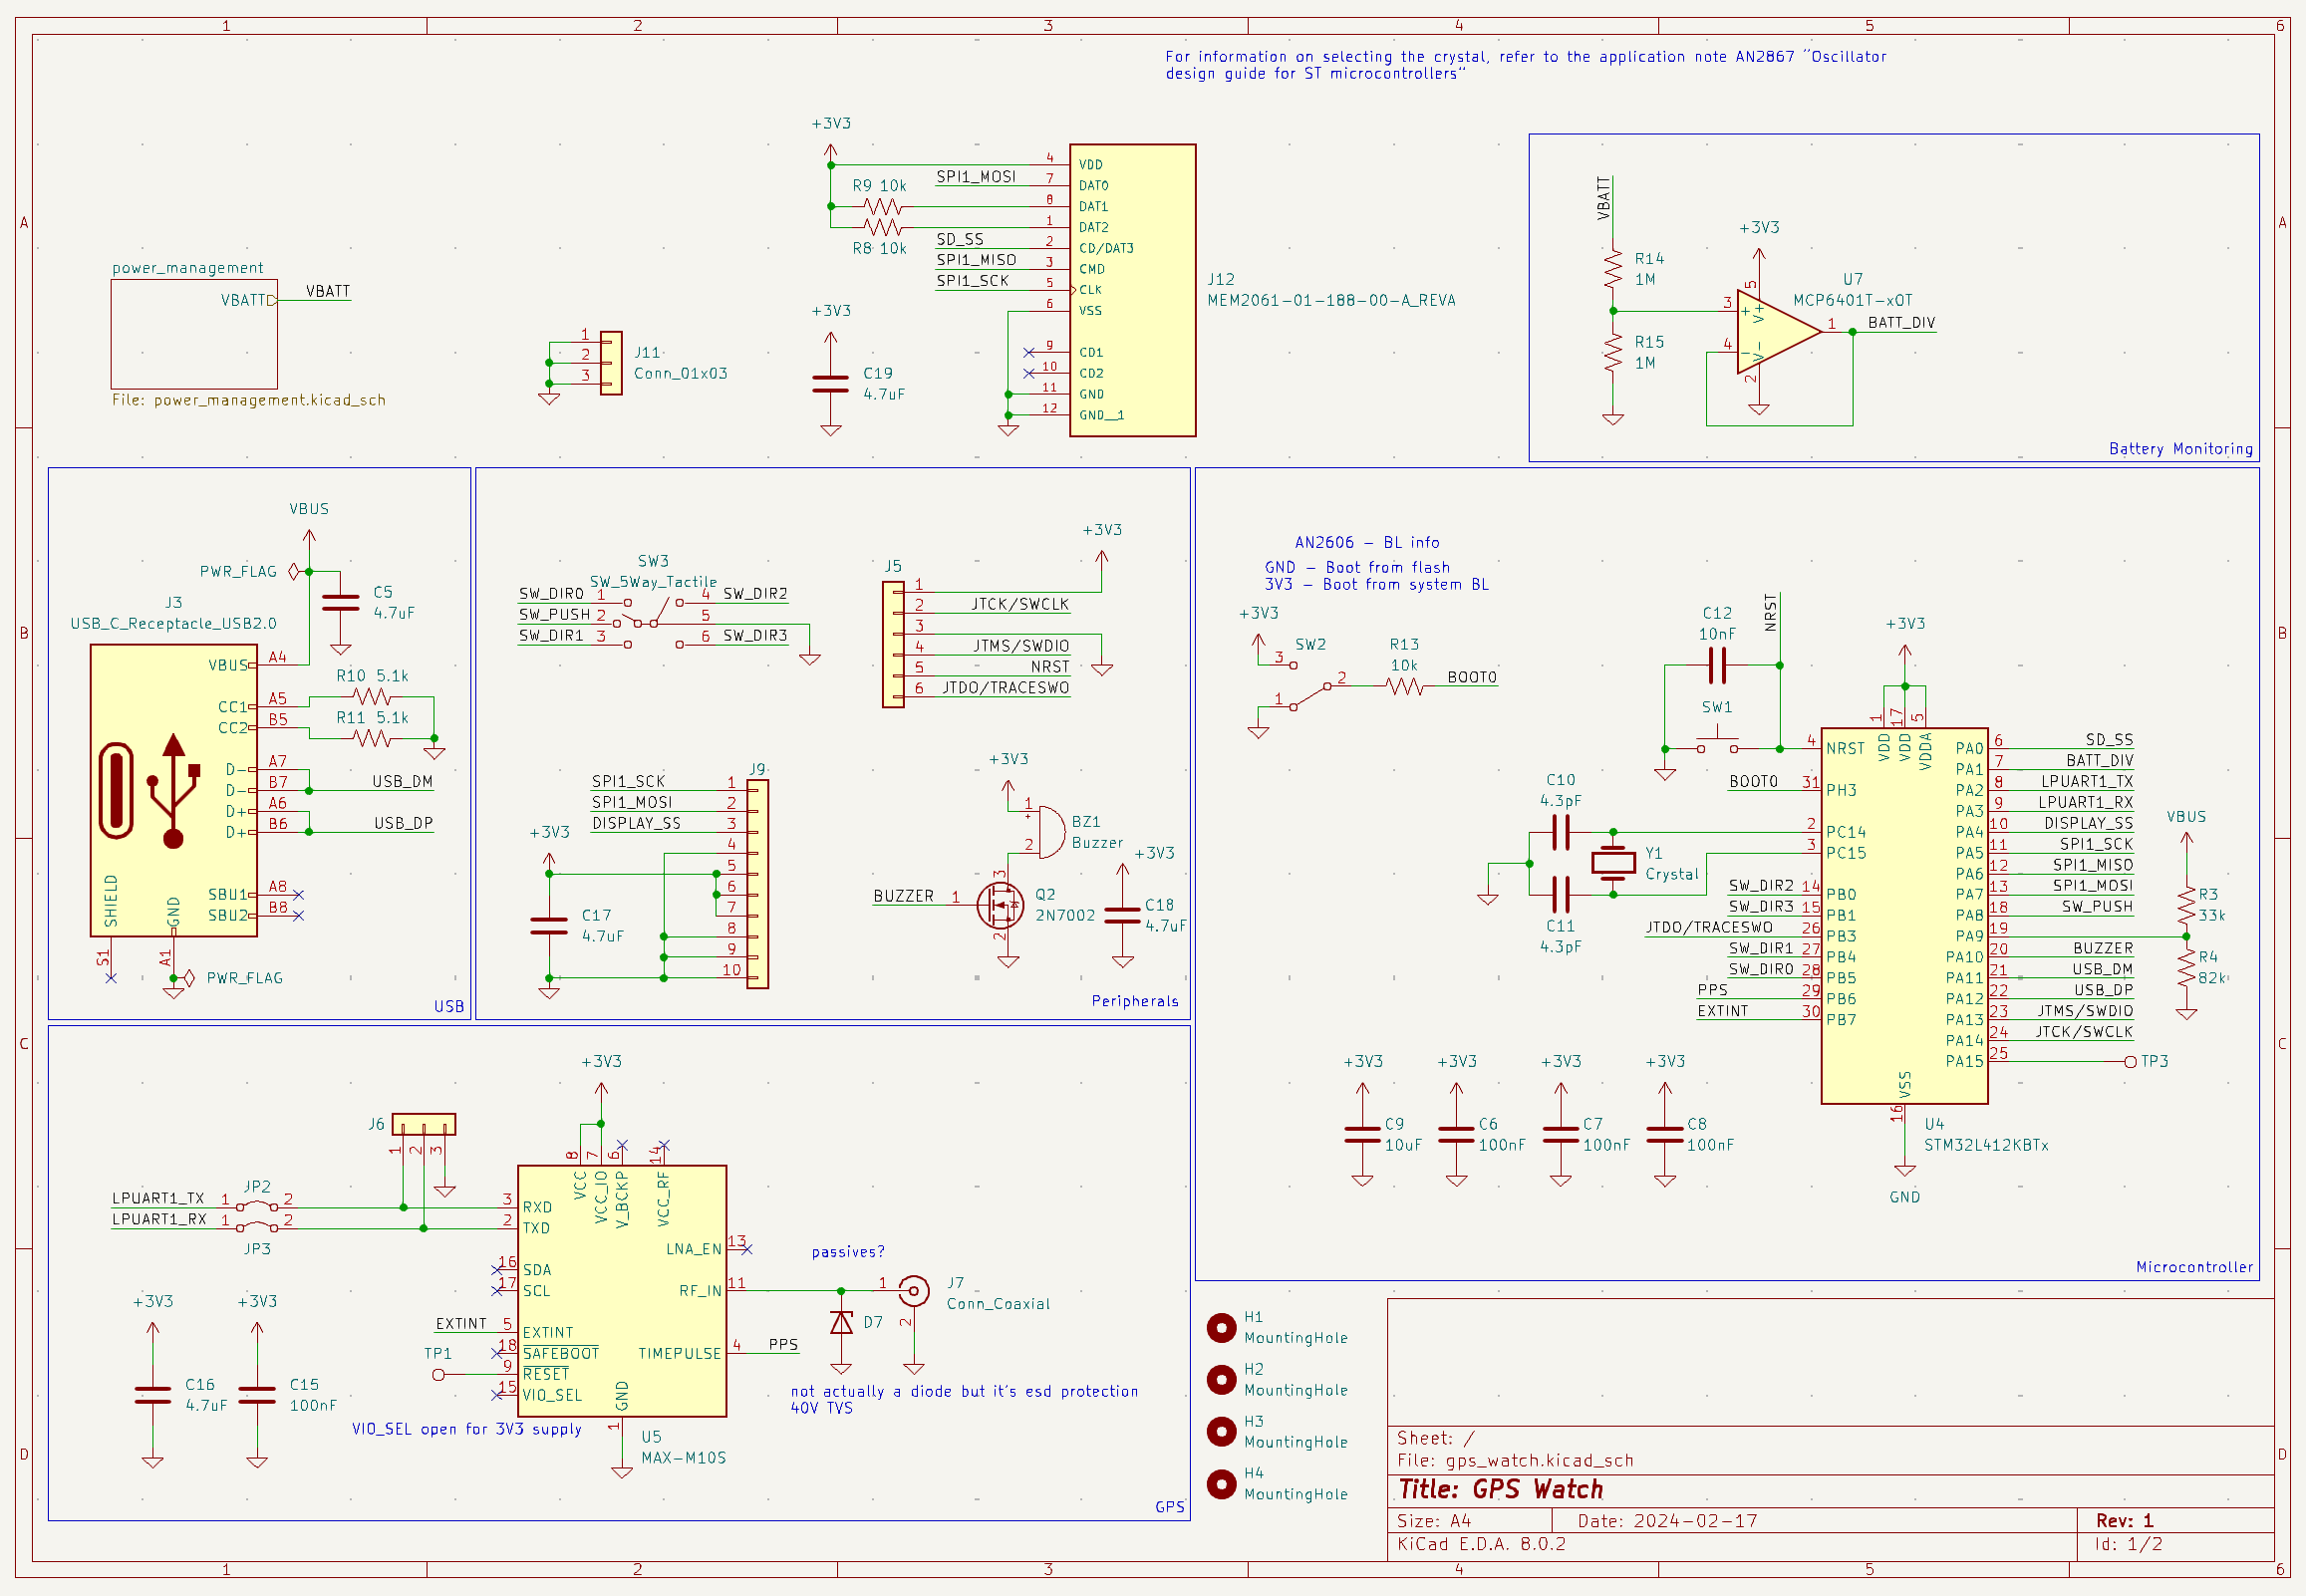 1 2 3 4 5 6
For information on selecting the crystal, refer to the application note AN2867 "Oscillator
design guide for ST microcontrollers"
A
power_management
VBATT
VBATT
File: power_management.kicad_sch
1
2
3
J11
Conn_01x03
+3V3
R9 10k
R8 10k
SPI1_MOSI
SD_SS
SPI1_MISO
SPI1_SCK
4 VDD
7 DAT0
8 DAT1
1 DAT2
2 CD/DAT3
3 CMD
5 CLK
6 VSS
9 CD1
10 CD2
11 GND
12 GND__1
J12
MEM2061-01-188-00-A_REVA
+3V3
C19
4.7uF
VBATT
R14
1M
R15
1M
+3V3
U7
MCP6401T-xOT
3 +
4 -
5 V+
2 V-
1
BATT_DIV
Battery Monitoring
A
B
VBUS
PWR_FLAG
C5
4.7uF
J3
USB_C_Receptacle_USB2.0
VBUS A4
CC1 A5
CC2 B5
D- A7
D- B7
D+ A6
D+ B6
SBU1 A8
SBU2 B8
SHIELD S1
GND A1
R10 5.1k
R11 5.1k
USB_DM
USB_DP
PWR_FLAG
USB
SW3
SW_5Way_Tactile
SW_DIR0 1
SW_PUSH 2
SW_DIR1 3
4 SW_DIR2
5
6 SW_DIR3
J5
+3V3
1
2 JTCK/SWCLK
3
4 JTMS/SWDIO
5 NRST
6 JTDO/TRACESWO
J9
SPI1_SCK 1
SPI1_MOSI 2
DISPLAY_SS 3
4
5
6
7
8
9
10
+3V3
C17
4.7uF
+3V3
1
+
2
BZ1
Buzzer
BUZZER 1
3
2
Q2
2N7002
+3V3
C18
4.7uF
Peripherals
AN2606 - BL info
GND - Boot from flash
3V3 - Boot from system BL
+3V3
SW2
3
1
2
R13
10k
BOOT0
C12
10nF
NRST
SW1
+3V3
1 VDD
17 VDD
5 VDDA
4 NRST
BOOT0 31 PH3
2 PC14
3 PC15
SW_DIR2 14 PB0
SW_DIR3 15 PB1
JTDO/TRACESWO 26 PB3
SW_DIR1 27 PB4
SW_DIR0 28 PB5
PPS 29 PB6
EXTINT 30 PB7
PA0 6 SD_SS
PA1 7 BATT_DIV
PA2 8 LPUART1_TX
PA3 9 LPUART1_RX
PA4 10 DISPLAY_SS
PA5 11 SPI1_SCK
PA6 12 SPI1_MISO
PA7 13 SPI1_MOSI
PA8 18 SW_PUSH
PA9 19
PA10 20 BUZZER
PA11 21 USB_DM
PA12 22 USB_DP
PA13 23 JTMS/SWDIO
PA14 24 JTCK/SWCLK
PA15 25 TP3
VSS 16
U4
STM32L412KBTx
GND
C10
4.3pF
C11
4.3pF
Y1
Crystal
VBUS
R3
33k
R4
82k
+3V3
C9
10uF
+3V3
C6
100nF
+3V3
C7
100nF
+3V3
C8
100nF
Microcontroller
B
C
C
+3V3
J6
1
2
3
8 VCC
7 VCC_IO
6 V_BCKP
14 VCC_RF
LPUART1_TX 1 JP2 2
LPUART1_RX 1 JP3 2
3 RXD
2 TXD
16 SDA
17 SCL
EXTINT 5 EXTINT
18 SAFEBOOT
TP1 9 RESET
15 VIO_SEL
LNA_EN 13
RF_IN 11
TIMEPULSE 4 PPS
GND 1
U5
MAX-M10S
passives?
1
2
J7
Conn_Coaxial
D7
not actually a diode but it's esd protection
40V TVS
VIO_SEL open for 3V3 supply
+3V3
C16
4.7uF
+3V3
C15
100nF
GPS
H1
MountingHole
H2
MountingHole
H3
MountingHole
H4
MountingHole
Sheet: /
File: gps_watch.kicad_sch
Title: GPS Watch
Size: A4
Date: 2024-02-17
Rev: 1
KiCad E.D.A. 8.0.2
Id: 1/2
D
D
1 2 3 4 5 6